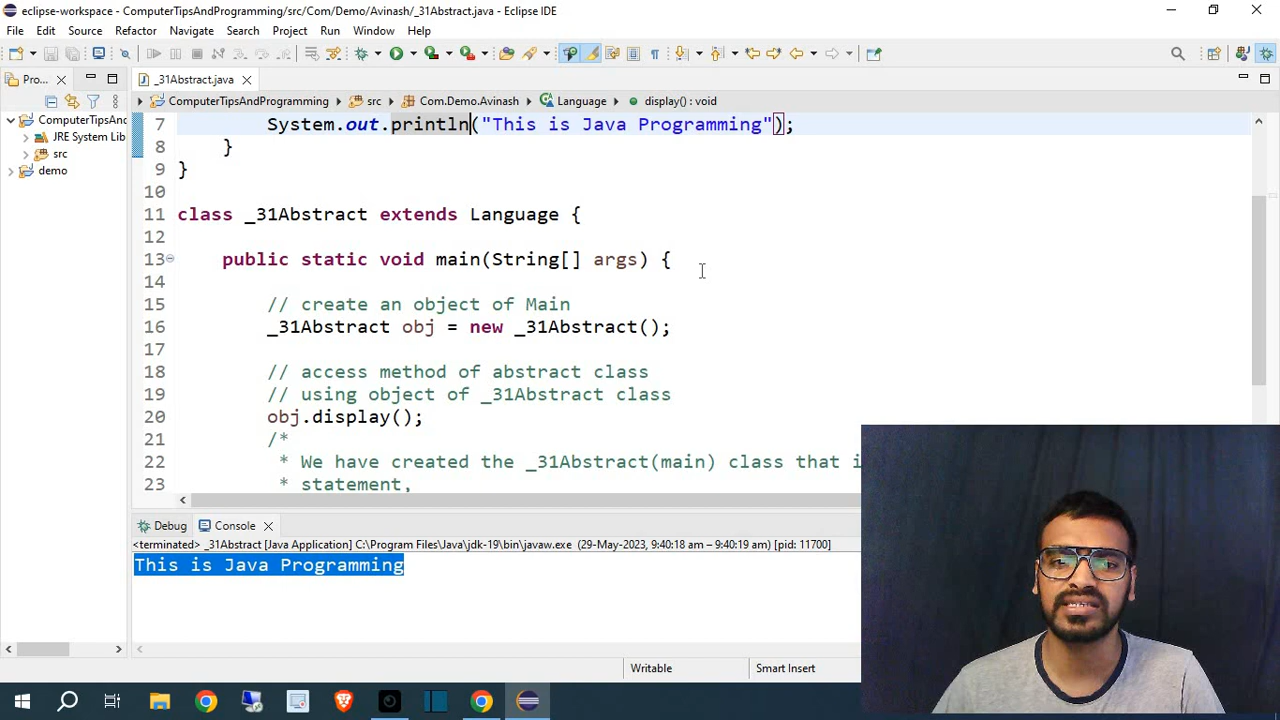 eclipse-workspace - ComputerTipsAndProgramming/src/Com/Demo/Avinash/_31Abstract.java - Eclipse IDE
File Edit Source Refactor Navigate Search Project Run Window Help
Pro... _31Abstract.java
ComputerTipsAndProgramming src Com.Demo.Avinash Language display() : void
ComputerTipsAnd
JRE System Lib
src
demo
7 System.out.println("This is Java Programming");
8 }
9 }
10
11 class _31Abstract extends Language {
12
13 public static void main(String[] args) {
14
15 // create an object of Main
16 _31Abstract obj = new _31Abstract();
17
18 // access method of abstract class
19 // using object of _31Abstract class
20 obj.display();
21 /*
22 * We have created the _31Abstract(main) class that i
23 * statement,
Debug Console
<terminated> _31Abstract [Java Application] C:\Program Files\Java\jdk-19\bin\javaw.exe (29-May-2023, 9:40:18 am – 9:40:19 am) [pid: 11700]
This is Java Programming
Writable Smart Insert